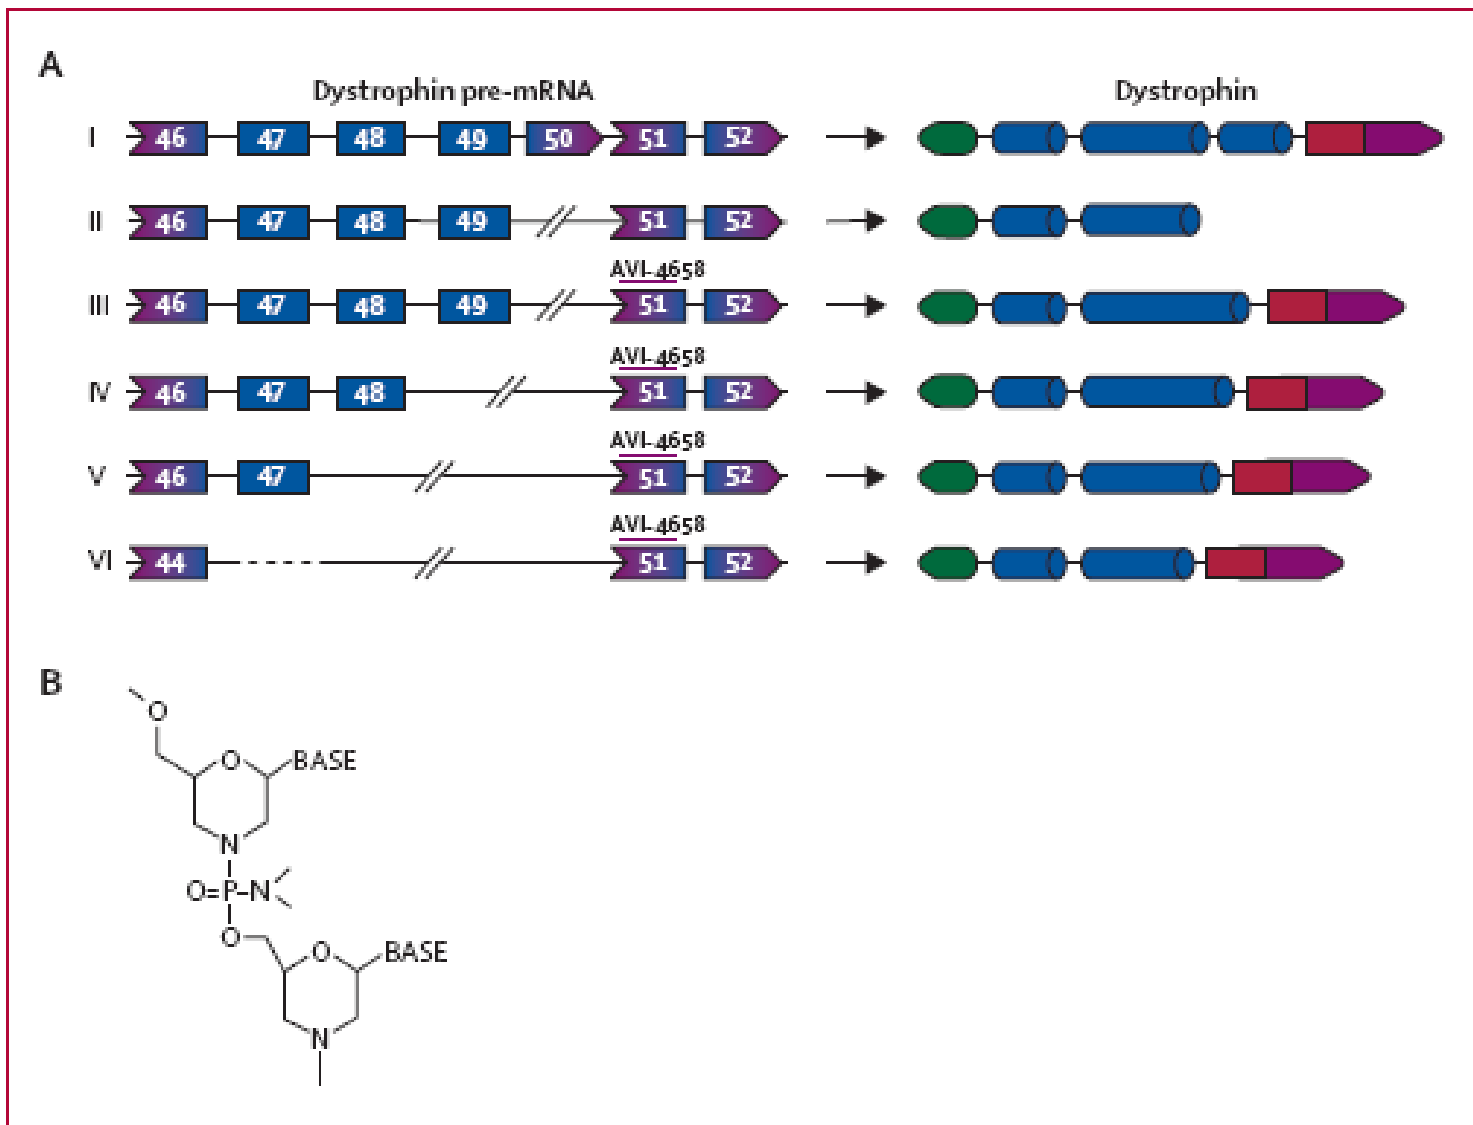 A
Dystrophin pre-mRNA Dystrophin
I 46 47 48 49 50 51 52
II 46 47 48 49 51 52
AVI-4658
III 46 47 48 49 51 52
AVI-4658
IV 46 47 48 51 52
AVI-4658
V 46 47 51 52
AVI-4658
VI 44 51 52
B
O
O BASE
N
O=P-N
O O BASE
N